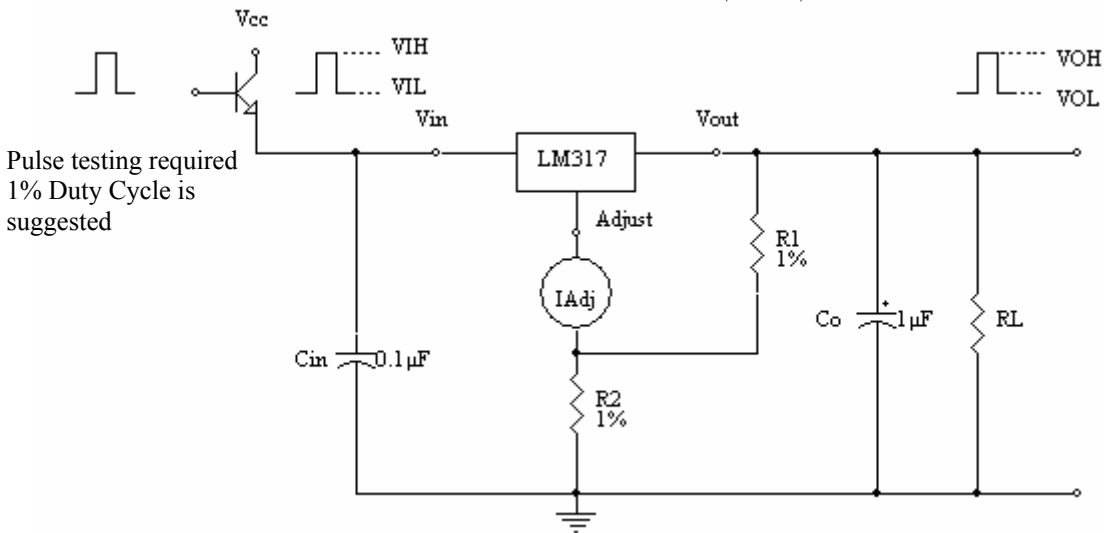 Vcc
VIH
VIL
VOH
VOL
Vin
Vout
Pulse testing required
1% Duty Cycle is
suggested
LM317
Adjust
R1
1%
IAdj
Cin
0.1µF
Co
+
1µF
RL
R2
1%